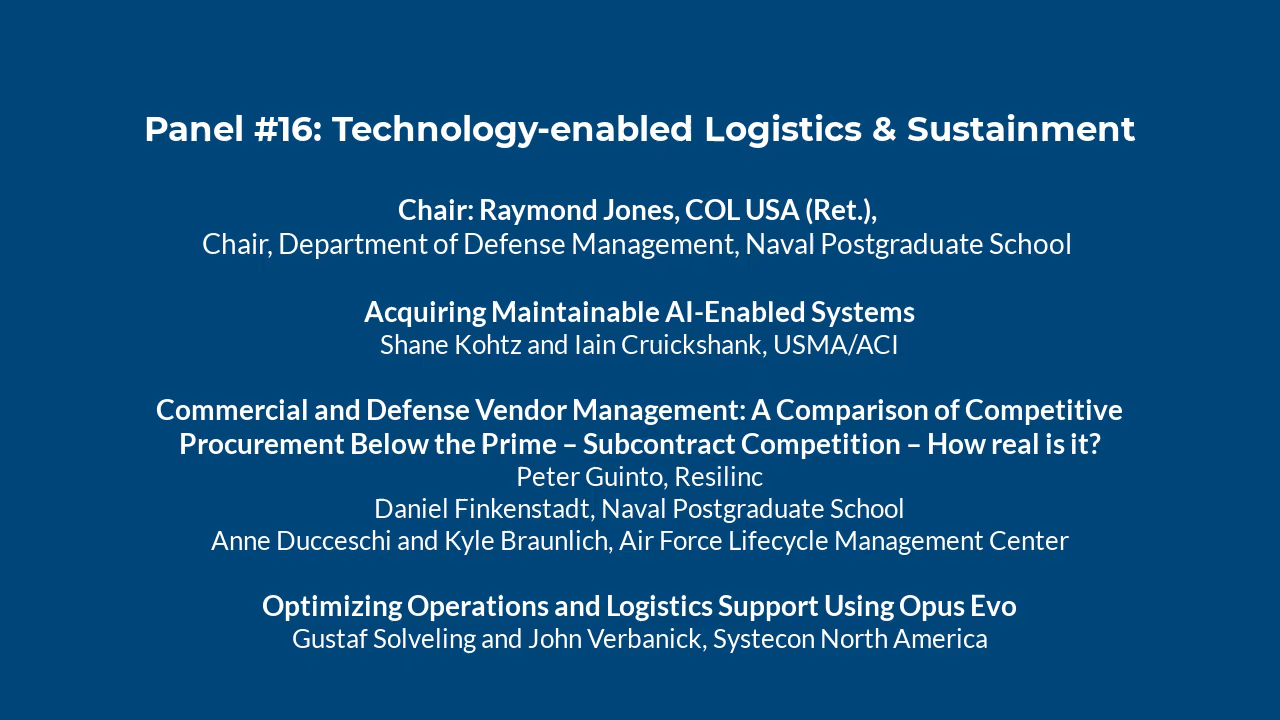 Panel #16: Technology-enabled Logistics & Sustainment
Chair: Raymond Jones, COL USA (Ret.),
Chair, Department of Defense Management, Naval Postgraduate School
Acquiring Maintainable AI-Enabled Systems
Shane Kohtz and Iain Cruickshank, USMA/ACI
Commercial and Defense Vendor Management: A Comparison of Competitive
Procurement Below the Prime – Subcontract Competition – How real is it?
Peter Guinto, Resilinc
Daniel Finkenstadt, Naval Postgraduate School
Anne Ducceschi and Kyle Braunlich, Air Force Lifecycle Management Center
Optimizing Operations and Logistics Support Using Opus Evo
Gustaf Solveling and John Verbanick, Systecon North America